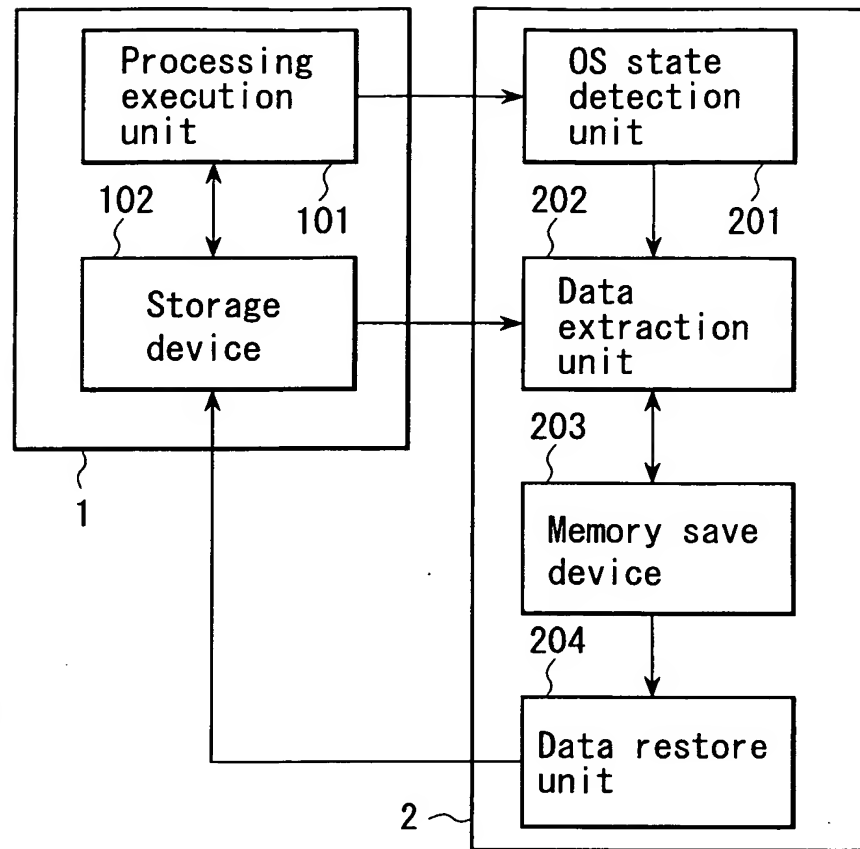 Processing
execution
unit
OS state
detection
unit
102
101
202
201
Storage
device
Data
extraction
unit
203
1
Memory save
device
204
Data restore
unit
2